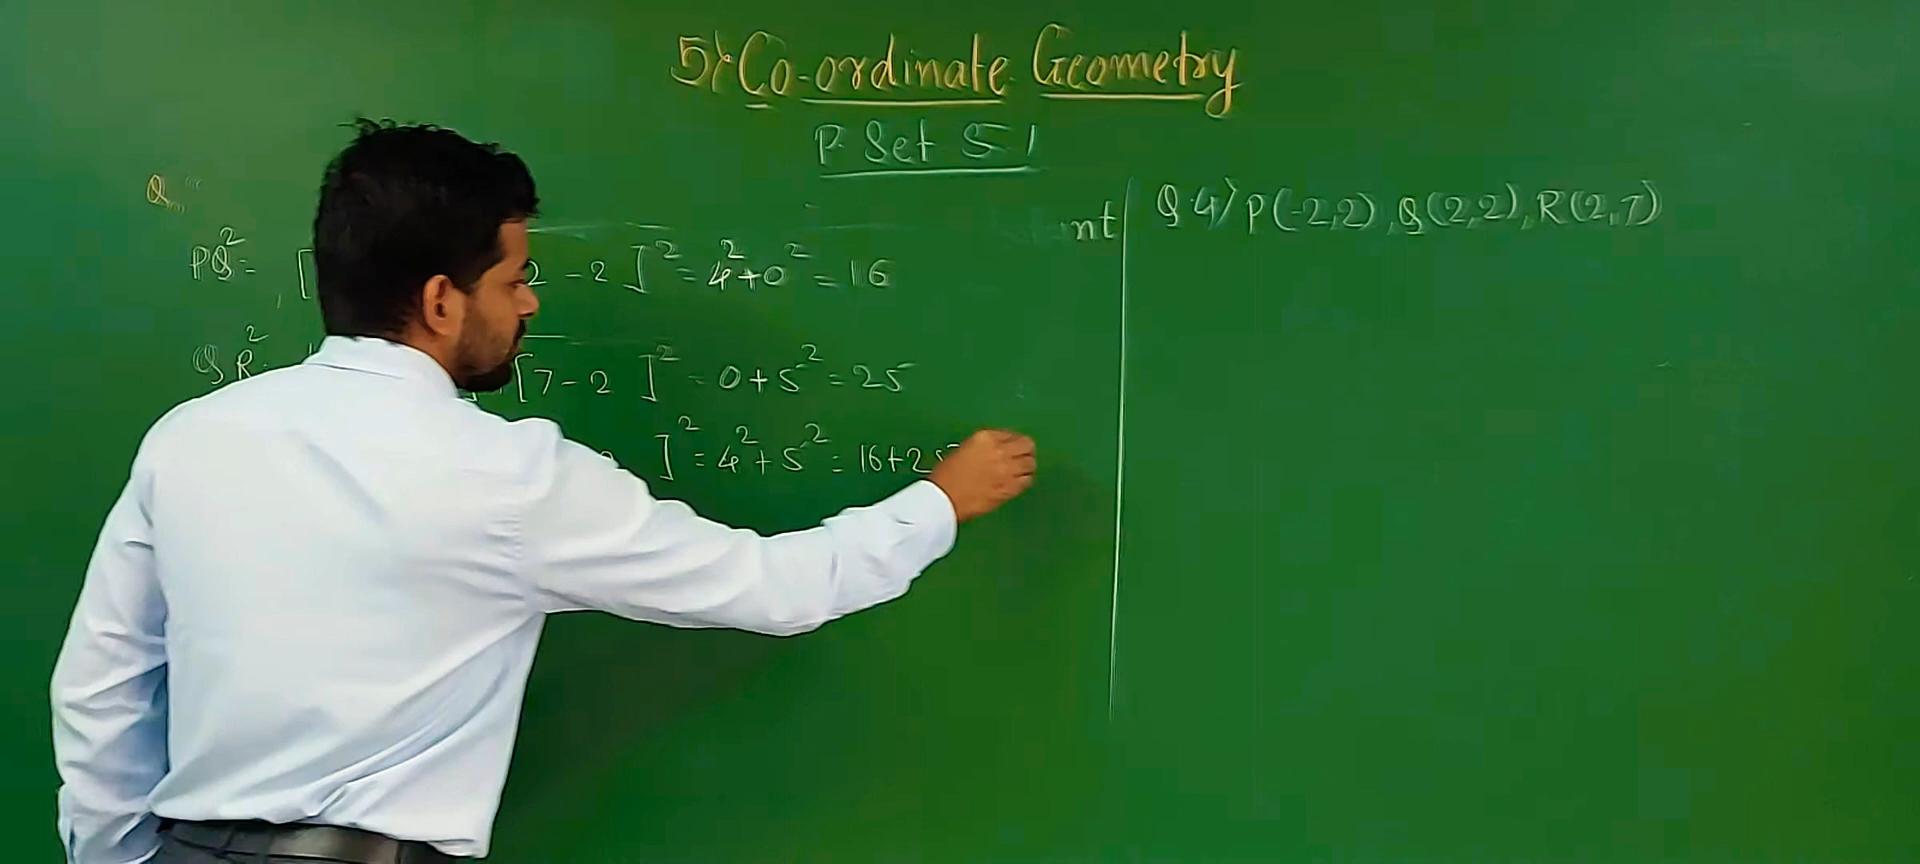 5) Co-ordinate Geometry
P. Set 5.1
Q.
PQ² = [ 2 - 2 ]² = 4² + 0² = 16
QR² = [ 7 - 2 ]² = 0 + 5² = 25
]² = 4² + 5² = 16 + 25
nt
Q.4) P(-2,2), Q(2,2), R(2,7)